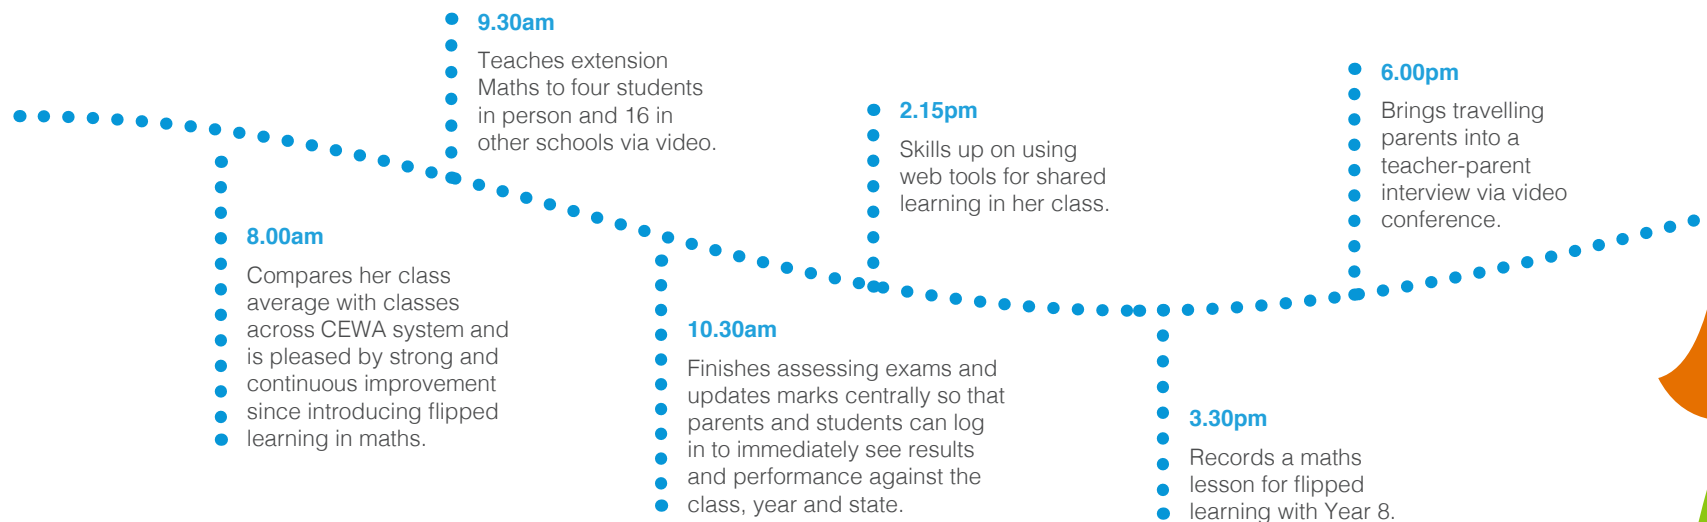 8.00am
Compares her class
average with classes
across CEWA system and
is pleased by strong and
continuous improvement
since introducing flipped
learning in maths.
9.30am
Teaches extension
Maths to four students
in person and 16 in
other schools via video.
10.30am
Finishes assessing exams and
updates marks centrally so that
parents and students can log
in to immediately see results
and performance against the
class, year and state.
2.15pm
Skills up on using
web tools for shared
learning in her class.
3.30pm
Records a maths
lesson for flipped
learning with Year 8.
6.00pm
Brings travelling
parents into a
teacher-parent
interview via video
conference.